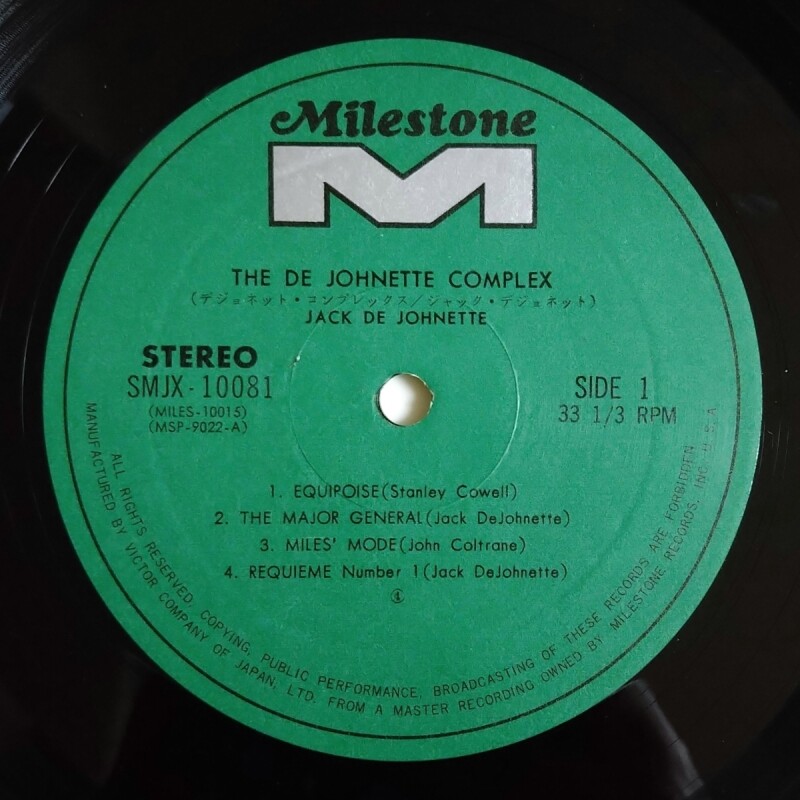 Milestone
THE DE JOHNETTE COMPLEX
(デジョネット・コンプレックス/ジャック・デジョネット)
JACK DE JOHNETTE
STEREO
SMJX-10081
(MILES-10015)
(MSP-9022-A)
SIDE 1
33 1/3 RPM
1. EQUIPOISE(Stanley Cowell)
2. THE MAJOR GENERAL(Jack DeJohnette)
3. MILES' MODE(John Coltrane)
4. REQUIEME Number 1(Jack DeJohnette)
ALL RIGHTS RESERVED, COPYING, PUBLIC PERFORMANCE, BROADCASTING OF THESE RECORDS ARE FORBIDDEN
MANUFACTURED BY VICTOR COMPANY OF JAPAN, LTD. FROM A MASTER RECORDING OWNED BY MILESTONE RECORDS, INC. U.S.A